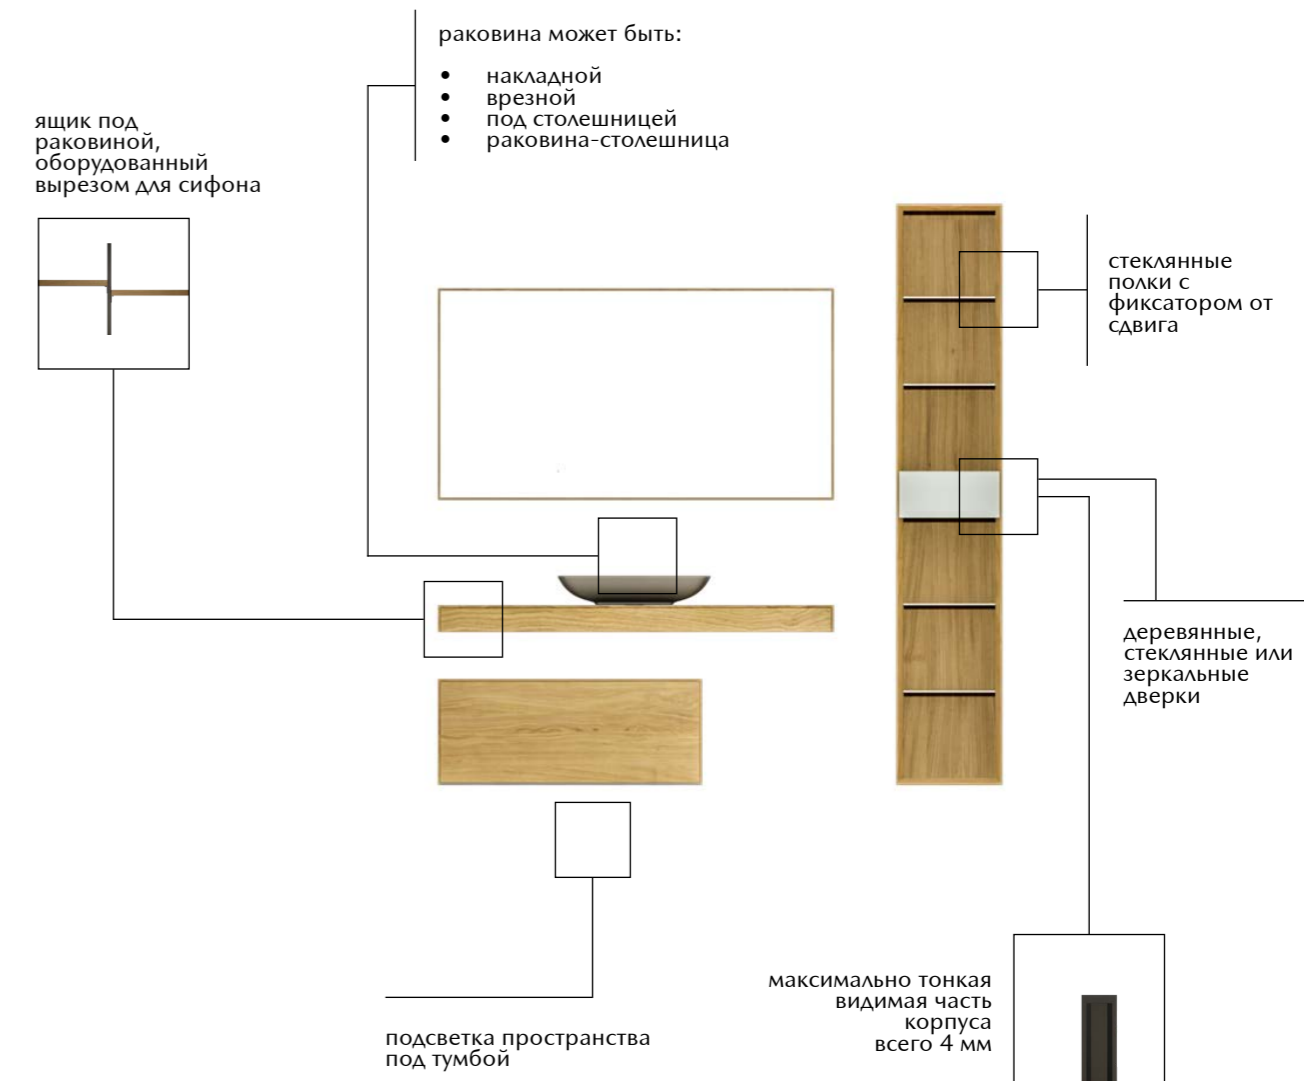 раковина может быть:
• накладной
• врезной
• под столешницей
• раковина-столешница
ящик под
раковиной,
оборудованный
вырезом для сифона
стеклянные
полки с
фиксатором от
сдвига
деревянные,
стеклянные или
зеркальные
дверки
максимально тонкая
видимая часть
корпуса
всего 4 мм
подсветка пространства
под тумбой